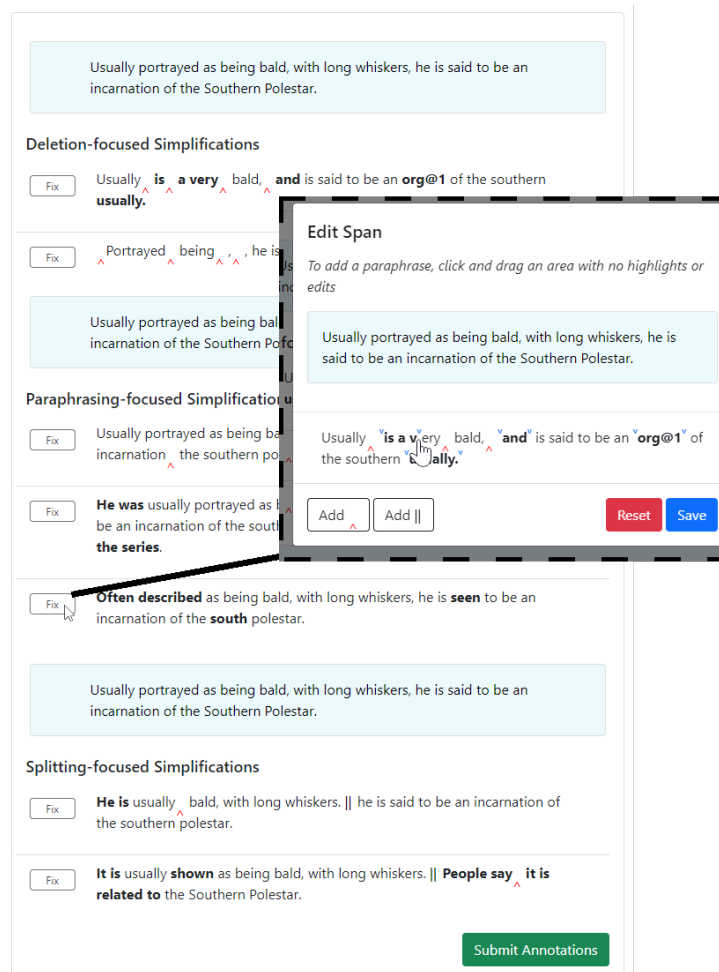 Usually portrayed as being bald, with long whiskers, he is said to be an
incarnation of the Southern Polestar.
Deletion-focused Simplifications
Fix
Usually ^ is ^ a very ^ bald, ^ and is said to be an org@1 of the southern
usually.
Fix
^ Portrayed ^ being ^ , ^ , he is
Usually portrayed as being bal
incarnation of the Southern Po
Paraphrasing-focused Simplification
Fix
Usually portrayed as being ba
incarnation ^ the southern po
Fix
He was usually portrayed as b
be an incarnation of the sout
the series.
Fix
Often described as being bald, with long whiskers, he is seen to be an
incarnation of the south polestar.
Usually portrayed as being bald, with long whiskers, he is said to be an
incarnation of the Southern Polestar.
Splitting-focused Simplifications
Fix
He is usually ^ bald, with long whiskers. || he is said to be an incarnation of
the southern polestar.
Fix
It is usually shown as being bald, with long whiskers. || People say ^ it is
related to the Southern Polestar.
Submit Annotations
Edit Span
To add a paraphrase, click and drag an area with no highlights or
edits
Usually portrayed as being bald, with long whiskers, he is
said to be an incarnation of the Southern Polestar.
Usually ^ is a very ^ bald, ^ and is said to be an org@1 of
the southern usually.
Add ^
Add ||
Reset
Save